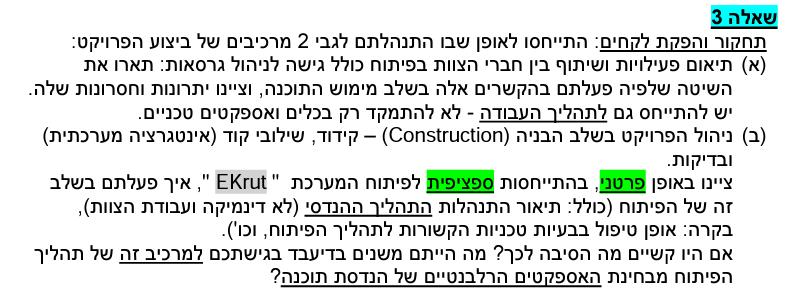 שאלה 3
תחקור והפקת לקחים: התייחסו לאופן שבו התנהלתם לגבי 2 מרכיבים של ביצוע הפרויקט:
(א) תיאום פעילויות ושיתוף בין חברי הצוות בפיתוח כולל גישה לניהול גרסאות: תארו את
השיטה שלפיה פעלתם בהקשרים אלה בשלב מימוש התוכנה, וציינו יתרונות וחסרונות שלה.
יש להתייחס גם לתהליך העבודה - לא להתמקד רק בכלים ואספקטים טכניים.
(ב) ניהול הפרויקט בשלב הבניה (Construction) – קידוד, שילובי קוד (אינטגרציה מערכתית)
ובדיקות.
ציינו באופן פרטני, בהתייחסות ספציפית לפיתוח המערכת " EKrut ", איך פעלתם בשלב
זה של הפיתוח (כולל: תיאור התנהלות התהליך ההנדסי (לא דינמיקה ועבודת הצוות),
בקרה: אופן טיפול בבעיות טכניות הקשורות לתהליך הפיתוח, וכו').
אם היו קשיים מה הסיבה לכך? מה הייתם משנים בדיעבד בגישתכם למרכיב זה של תהליך
הפיתוח מבחינת האספקטים הרלבנטיים של הנדסת תוכנה?